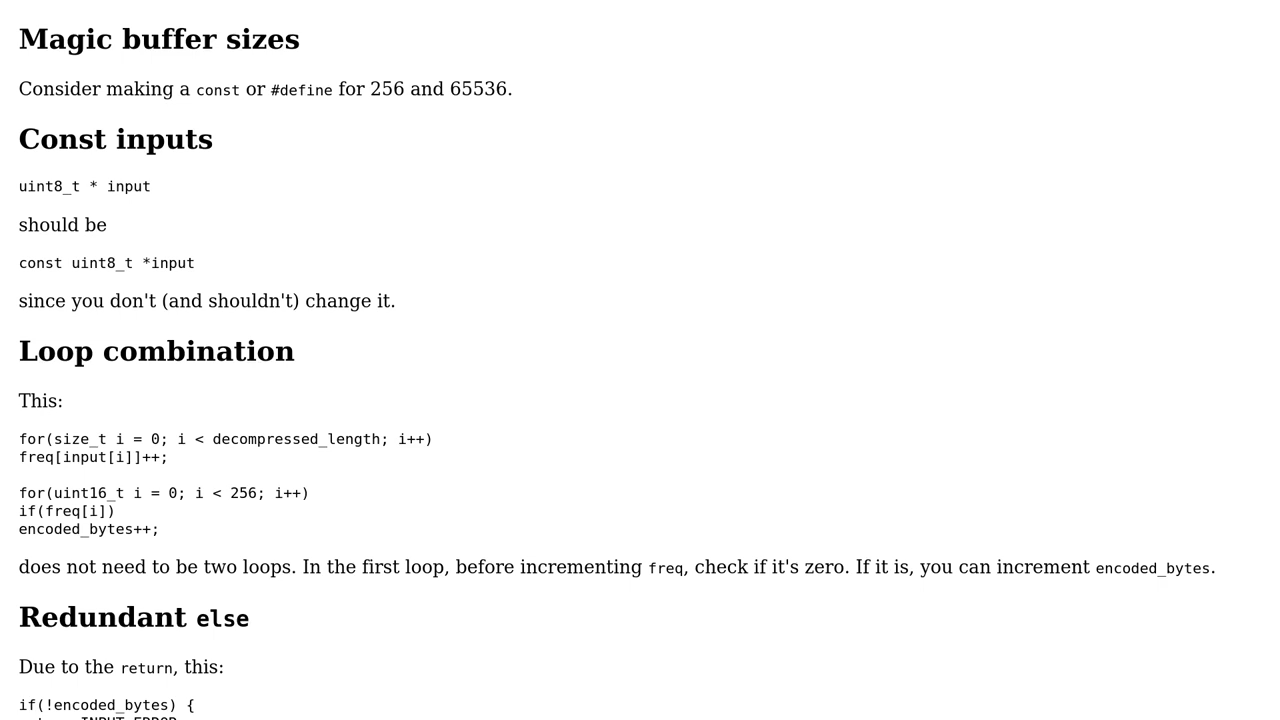 Magic buffer sizes
Consider making a const or #define for 256 and 65536.
Const inputs
uint8_t * input
should be
const uint8_t *input
since you don't (and shouldn't) change it.
Loop combination
This:
for(size_t i = 0; i < decompressed_length; i++)
freq[input[i]]++;
for(uint16_t i = 0; i < 256; i++)
if(freq[i])
encoded_bytes++;
does not need to be two loops. In the first loop, before incrementing freq, check if it's zero. If it is, you can increment encoded_bytes.
Redundant else
Due to the return, this:
if(!encoded_bytes) {